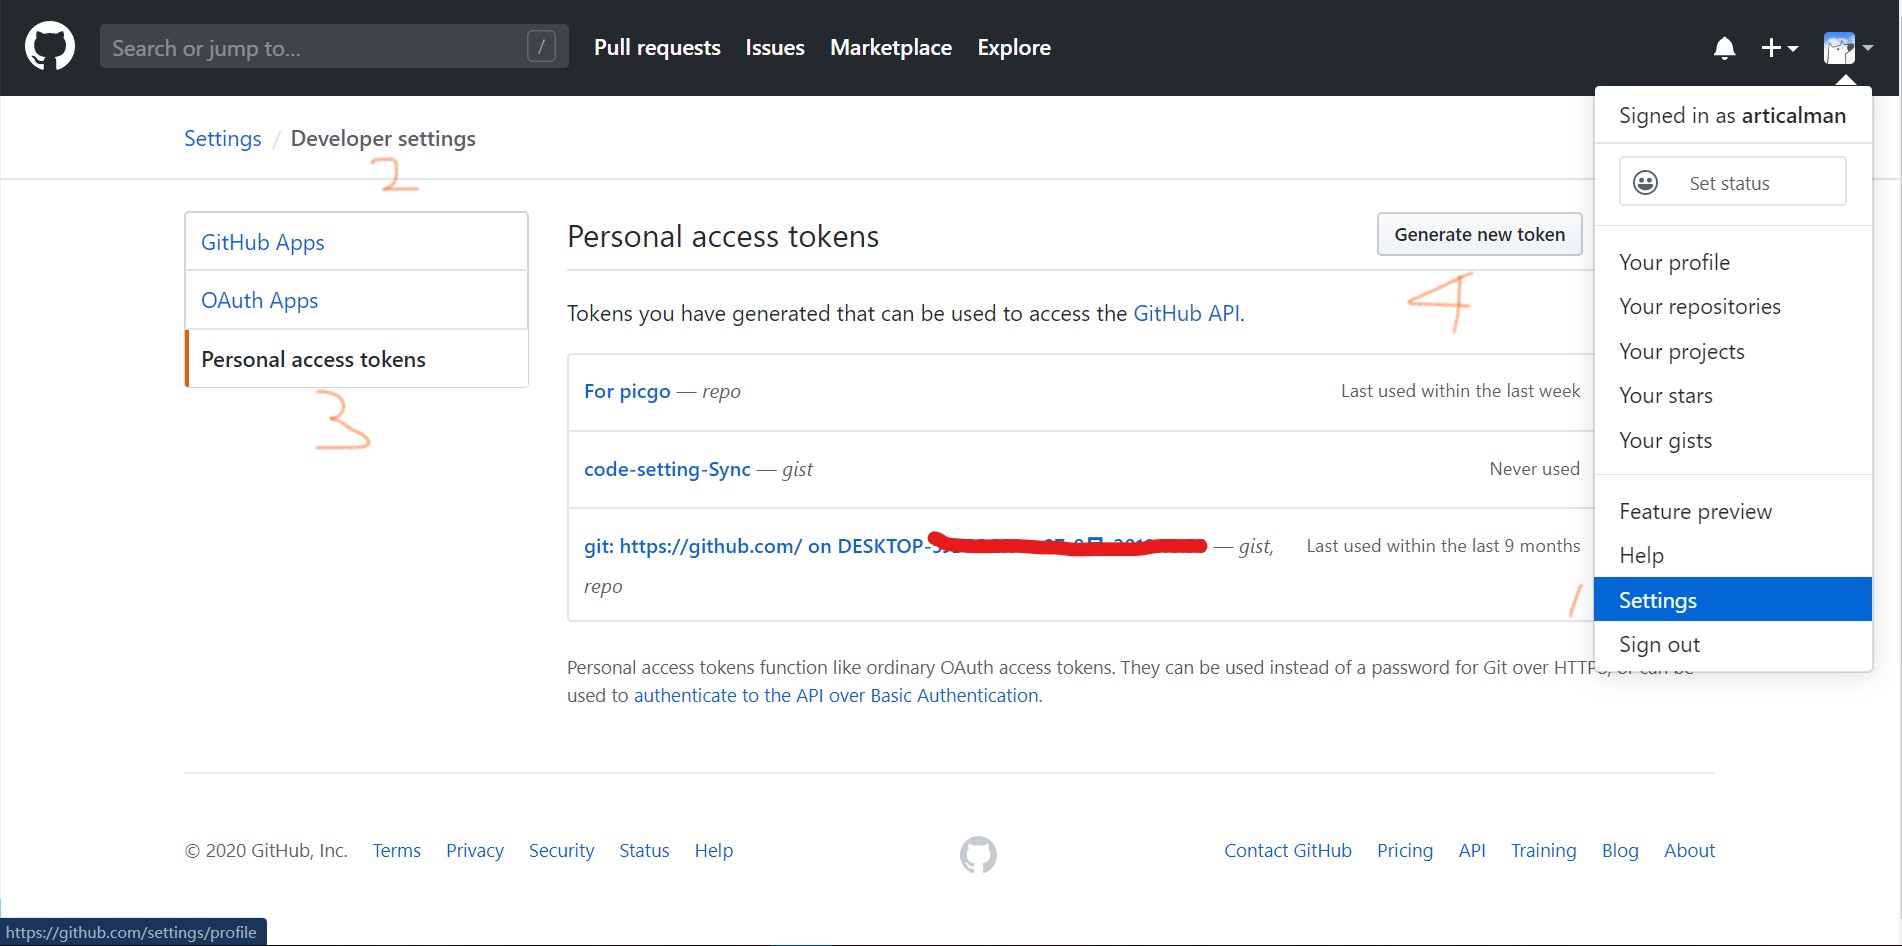 Search or jump to... /
Pull requests Issues Marketplace Explore
Signed in as articalman
Set status
Your profile
Your repositories
Your projects
Your stars
Your gists
Feature preview
Help
1 Settings
Sign out
Settings / Developer settings
2
GitHub Apps
OAuth Apps
Personal access tokens
3
Personal access tokens
Generate new token
4
Tokens you have generated that can be used to access the GitHub API.
For picgo — repo Last used within the last week
code-setting-Sync — gist Never used
git: https://github.com/ on DESKTOP- — gist, Last used within the last 9 months
repo
Personal access tokens function like ordinary OAuth access tokens. They can be used instead of a password for Git over HTTPS, or can be
used to authenticate to the API over Basic Authentication.
© 2020 GitHub, Inc. Terms Privacy Security Status Help
Contact GitHub Pricing API Training Blog About
https://github.com/settings/profile